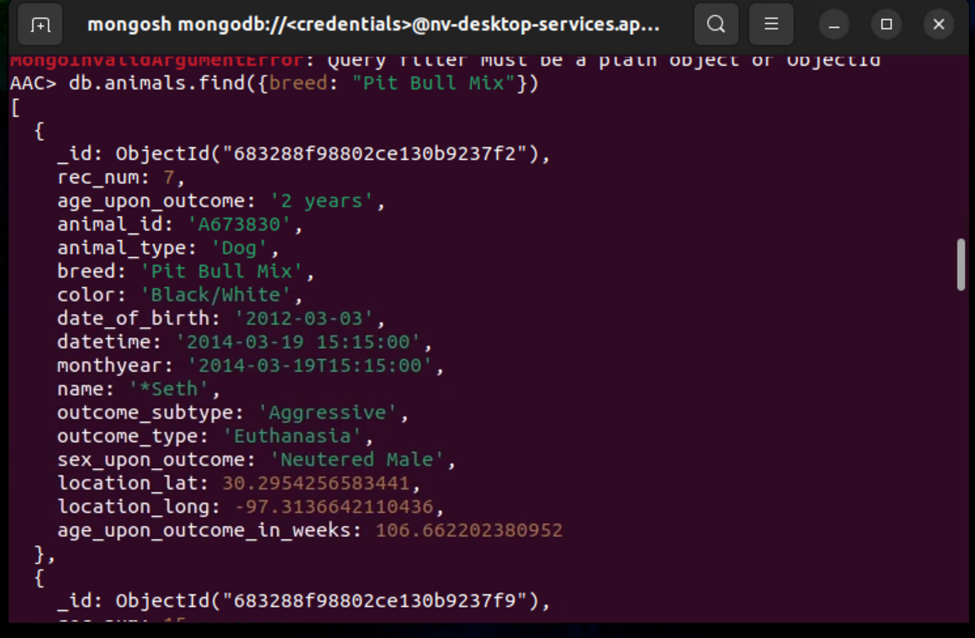 mongosh mongodb://<credentials>@nv-desktop-services.ap...
MongoInvalidArgumentError: Query filter must be a plain object or ObjectId
AAC> db.animals.find({breed: "Pit Bull Mix"})
[
  {
    _id: ObjectId("683288f98802ce130b9237f2"),
    rec_num: 7,
    age_upon_outcome: '2 years',
    animal_id: 'A673830',
    animal_type: 'Dog',
    breed: 'Pit Bull Mix',
    color: 'Black/White',
    date_of_birth: '2012-03-03',
    datetime: '2014-03-19 15:15:00',
    monthyear: '2014-03-19T15:15:00',
    name: '*Seth',
    outcome_subtype: 'Aggressive',
    outcome_type: 'Euthanasia',
    sex_upon_outcome: 'Neutered Male',
    location_lat: 30.2954256583441,
    location_long: -97.3136642110436,
    age_upon_outcome_in_weeks: 106.662202380952
  },
  {
    _id: ObjectId("683288f98802ce130b9237f9"),